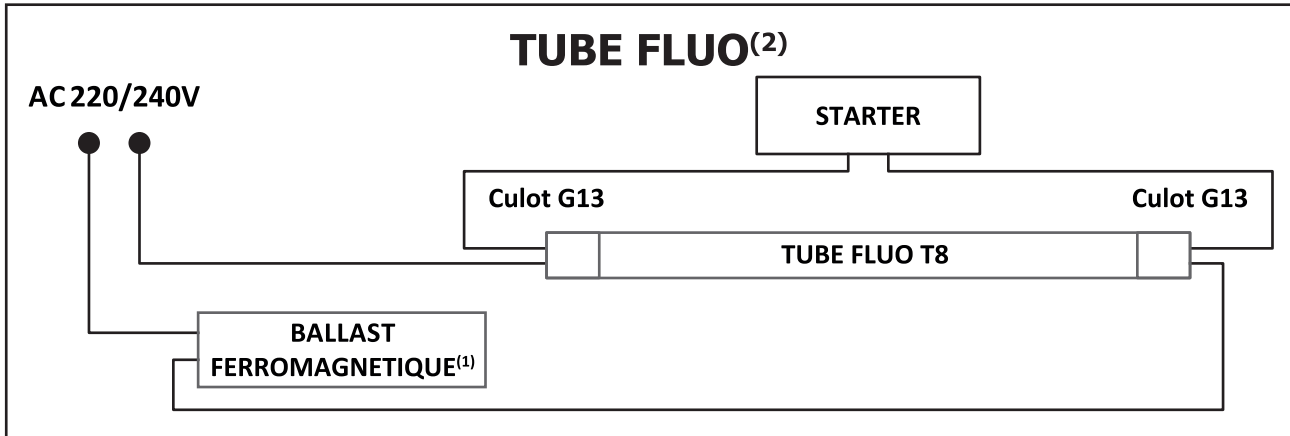 TUBE FLUO(2)
AC 220/240V
STARTER
Culot G13
Culot G13
TUBE FLUO T8
BALLAST
FERROMAGNETIQUE(1)